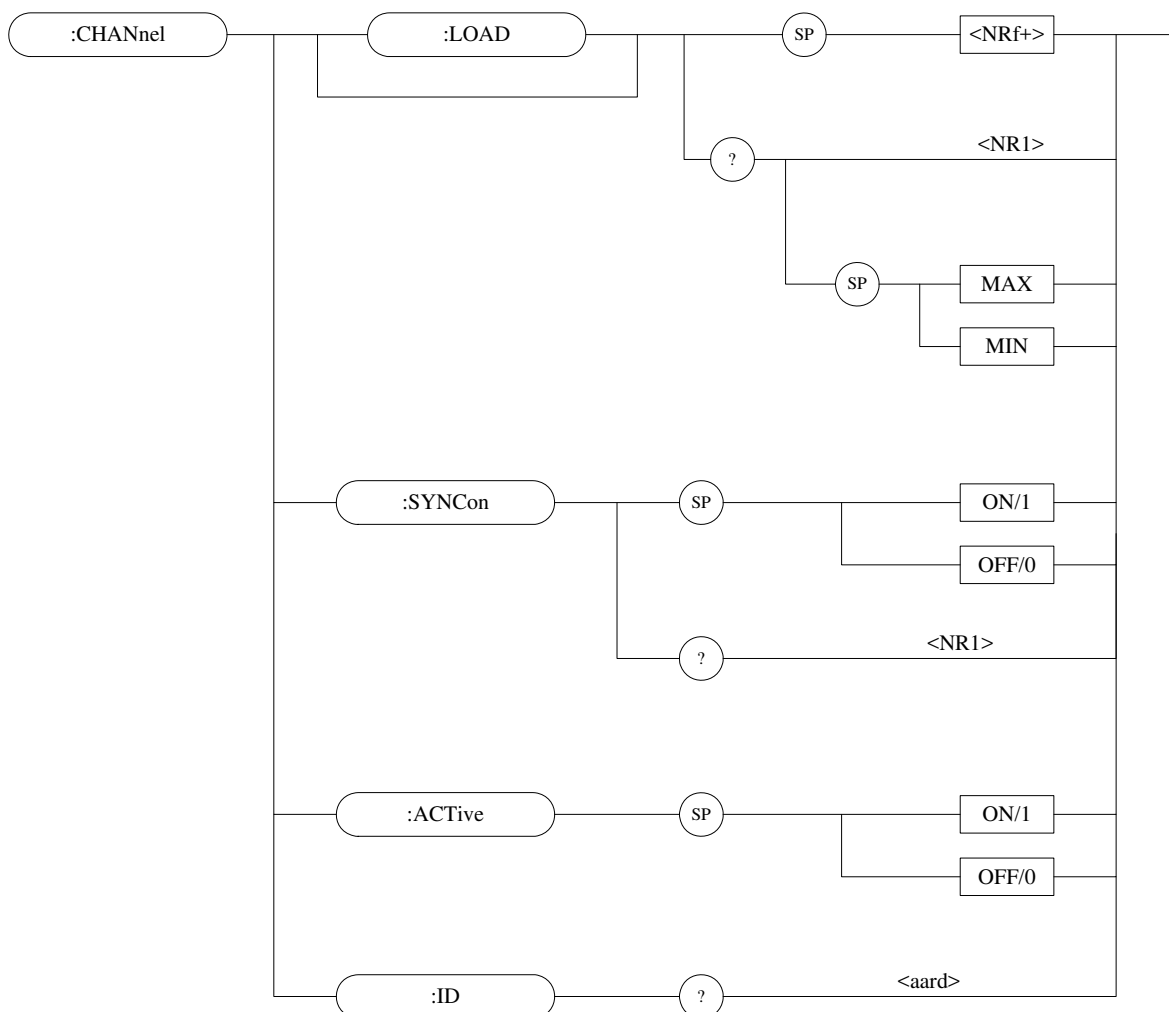 :CHANnel :LOAD SP <NRf+>
? <NR1>
SP MAX
MIN
:SYNCon SP ON/1
OFF/0
? <NR1>
:ACTive SP ON/1
OFF/0
:ID ? <aard>